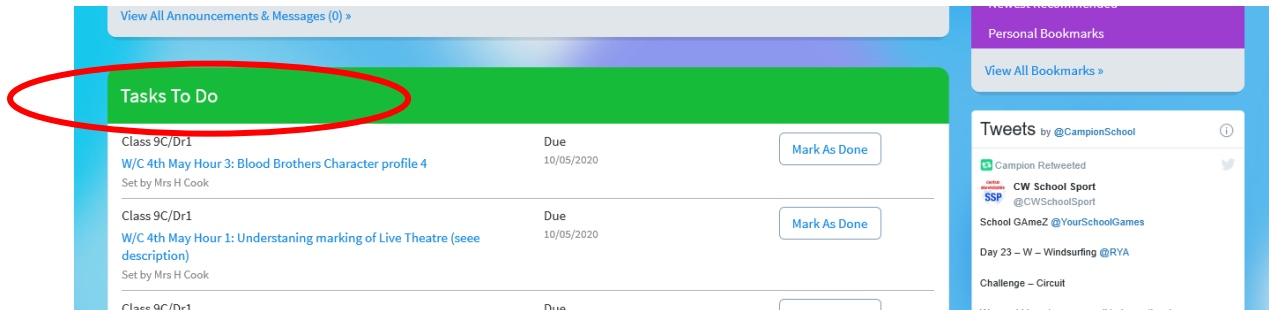 View All Announcements & Messages (0) »
Tasks To Do
Class 9C/Dr1
Due
W/C 4th May Hour 3: Blood Brothers Character profile 4
10/05/2020
Mark As Done
Set by Mrs H Cook
Class 9C/Dr1
Due
W/C 4th May Hour 1: Understaning marking of Live Theatre (seee
description)
10/05/2020
Mark As Done
Set by Mrs H Cook
Class 9C/Dr1
Due
Newest Recommended
Personal Bookmarks
View All Bookmarks »
Tweets by @CampionSchool
Campion Retweeted
SSP
CW School Sport
@CWSchoolSport
School GAmeZ @YourSchoolGames
Day 23 – W – Windsurfing @RYA
Challenge – Circuit